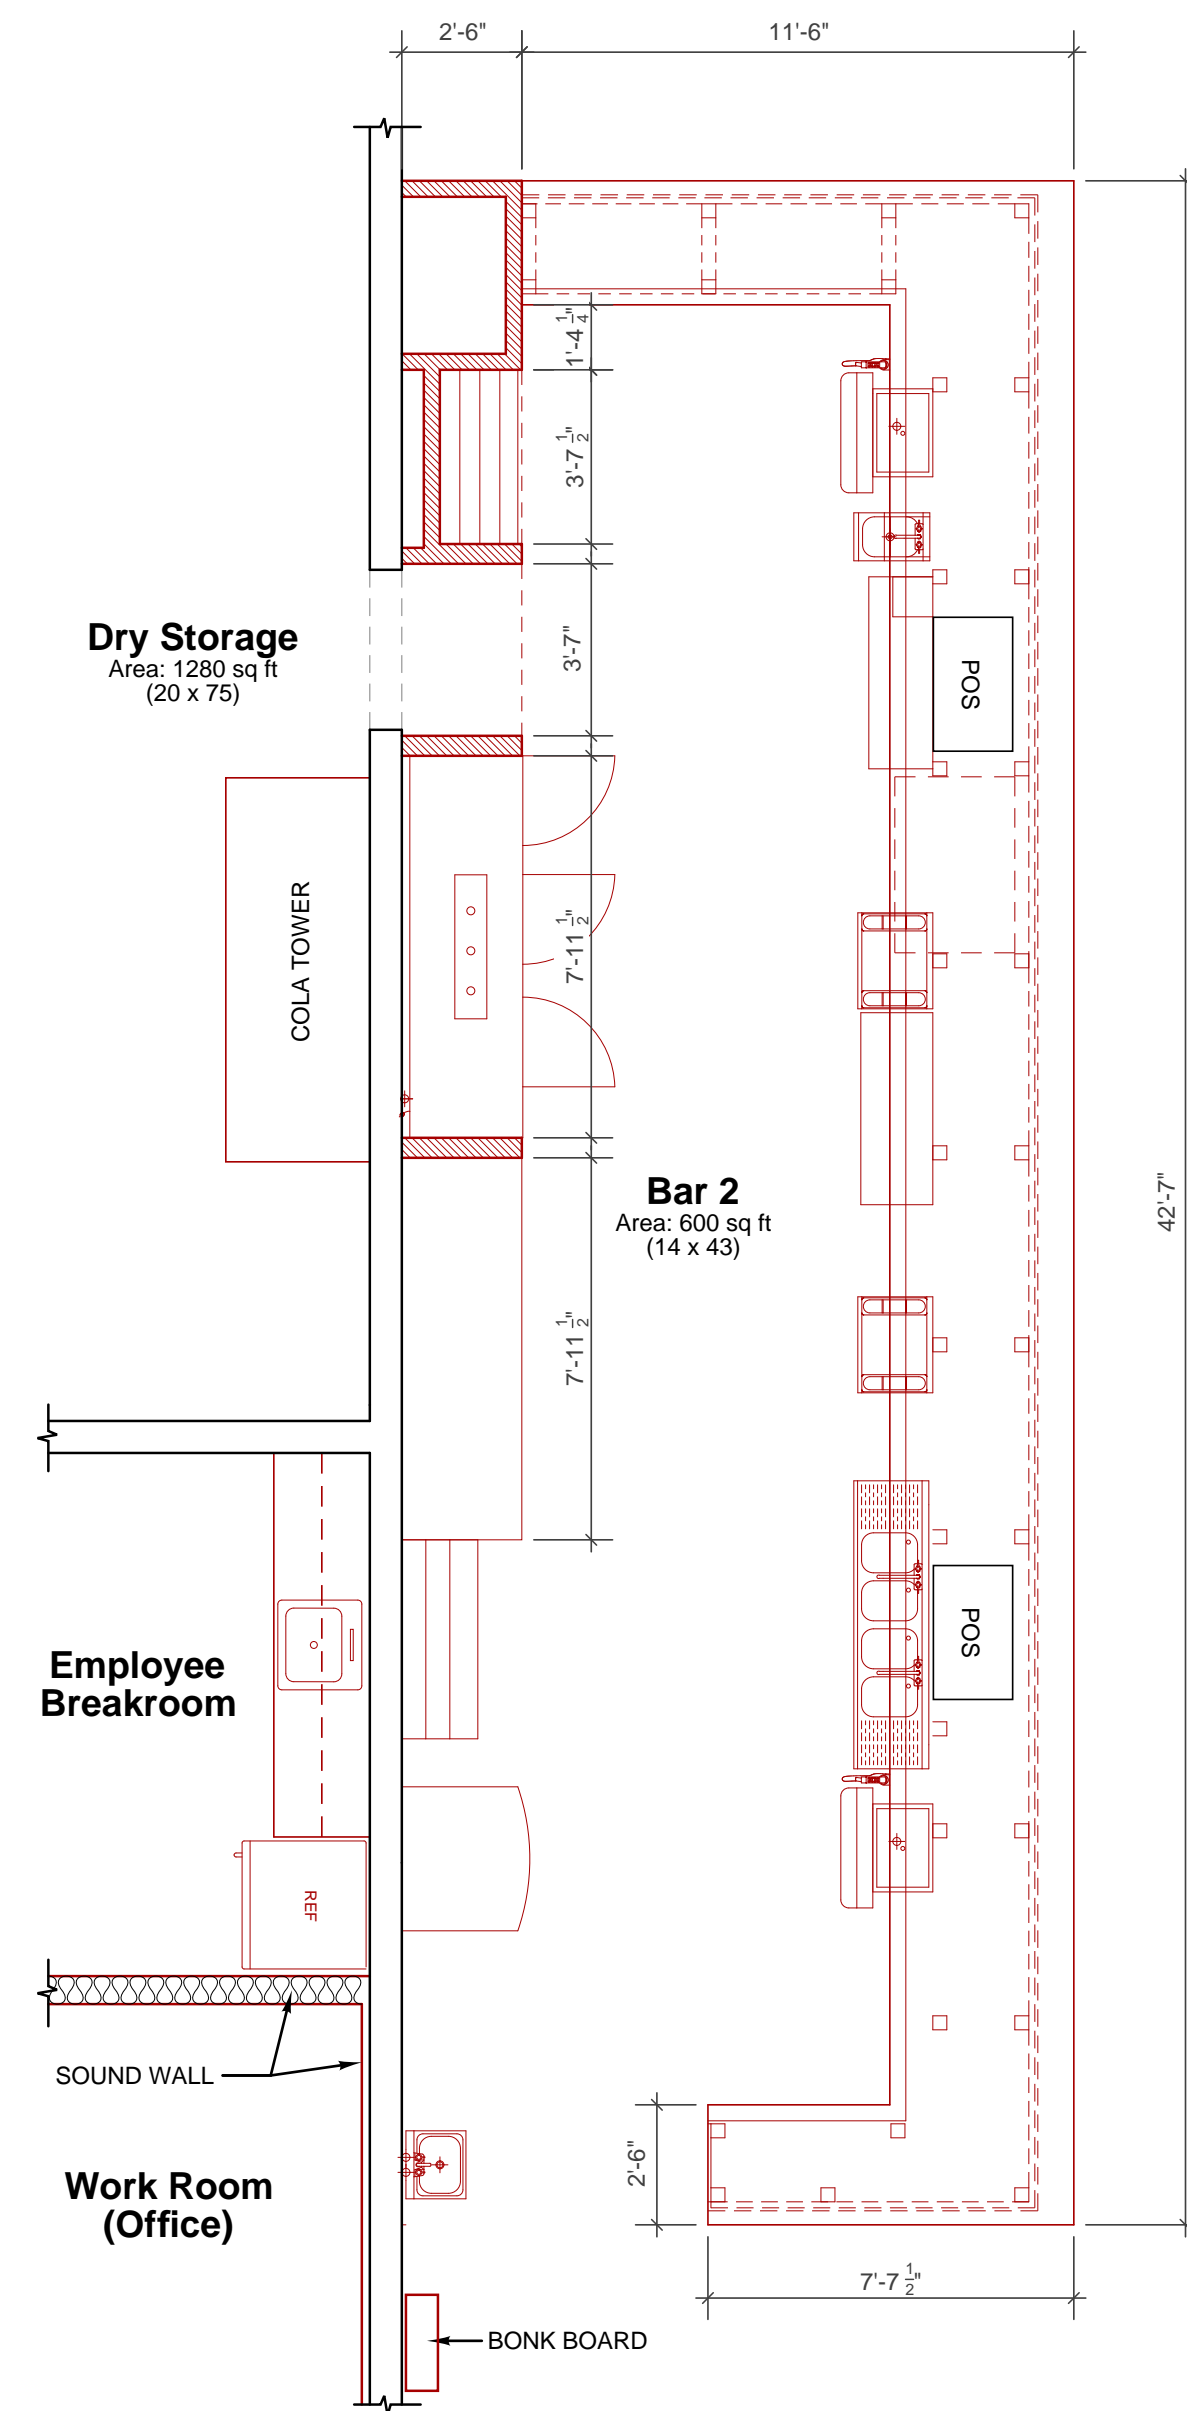 2'-6"
11'-6"
1'-4 1/4"
3'-7 1/2"
3'-7"
Dry Storage
Area: 1280 sq ft
(20 x 75)
POS
COLA TOWER
7'-11 1/2"
Bar 2
Area: 600 sq ft
(14 x 43)
42'-7"
7'-11 1/2"
Employee
Breakroom
POS
REF
SOUND WALL
Work Room
(Office)
2'-6"
7'-7 1/2"
BONK BOARD